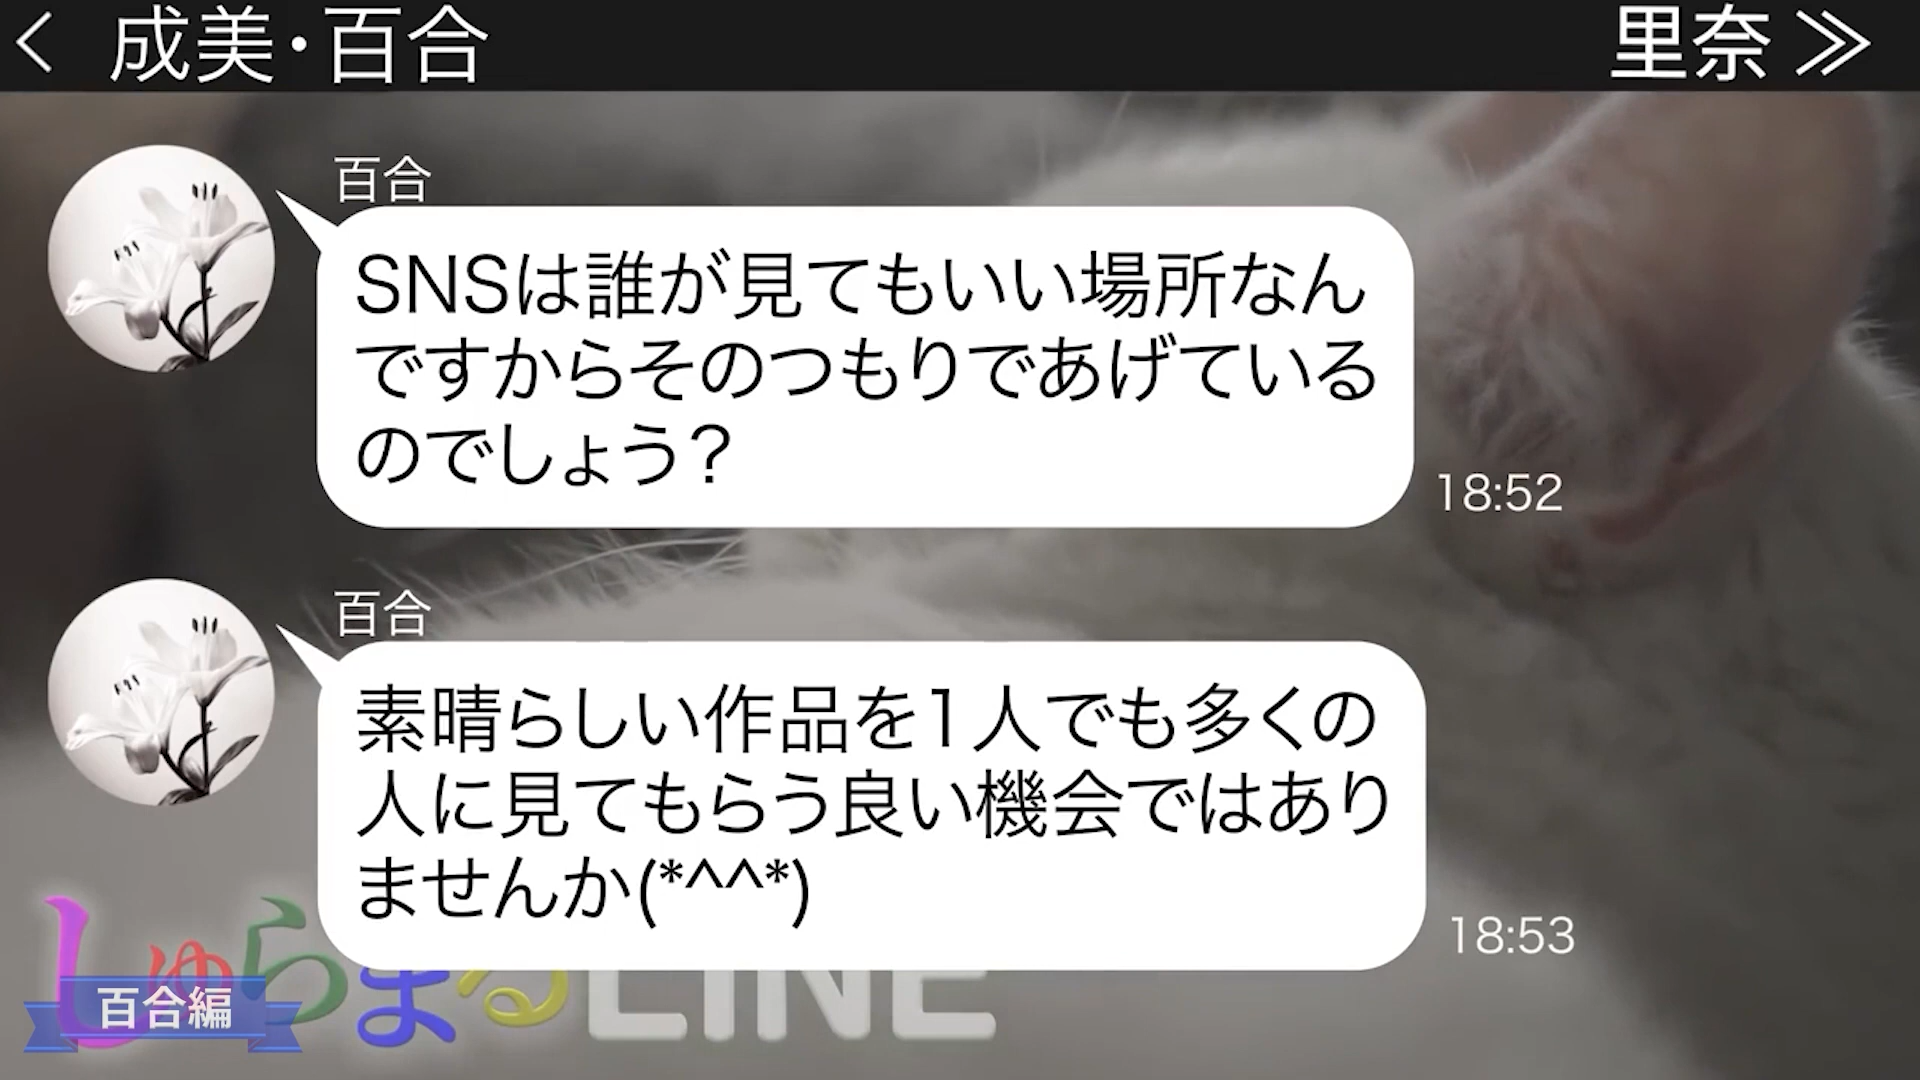 成美・百合
里奈
百合
SNSは誰が見てもいい場所なん
ですからそのつもりであげている
のでしょう？
18:52
百合
素晴らしい作品を1人でも多くの
人に見てもらう良い機会ではあり
ませんか(*^^*)
18:53
しゅらまるLINE
百合編